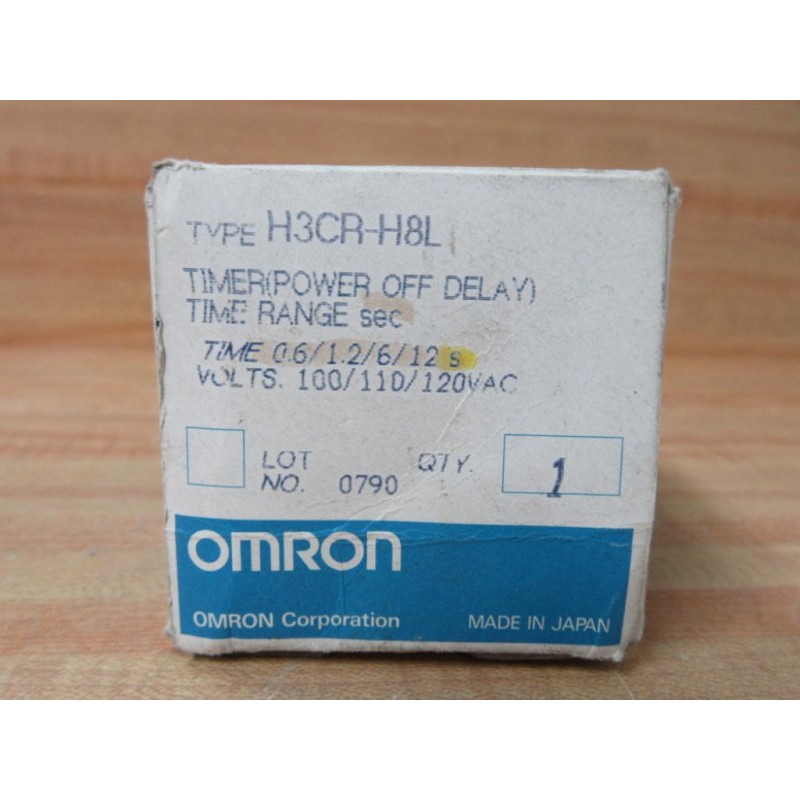 TYPE H3CR-H8L
TIMER(POWER OFF DELAY)
TIME RANGE sec
TIME 0.6/1.2/6/12 s
VOLTS. 100/110/120VAC
LOT NO. 0790 QTY. 1
OMRON
OMRON Corporation MADE IN JAPAN